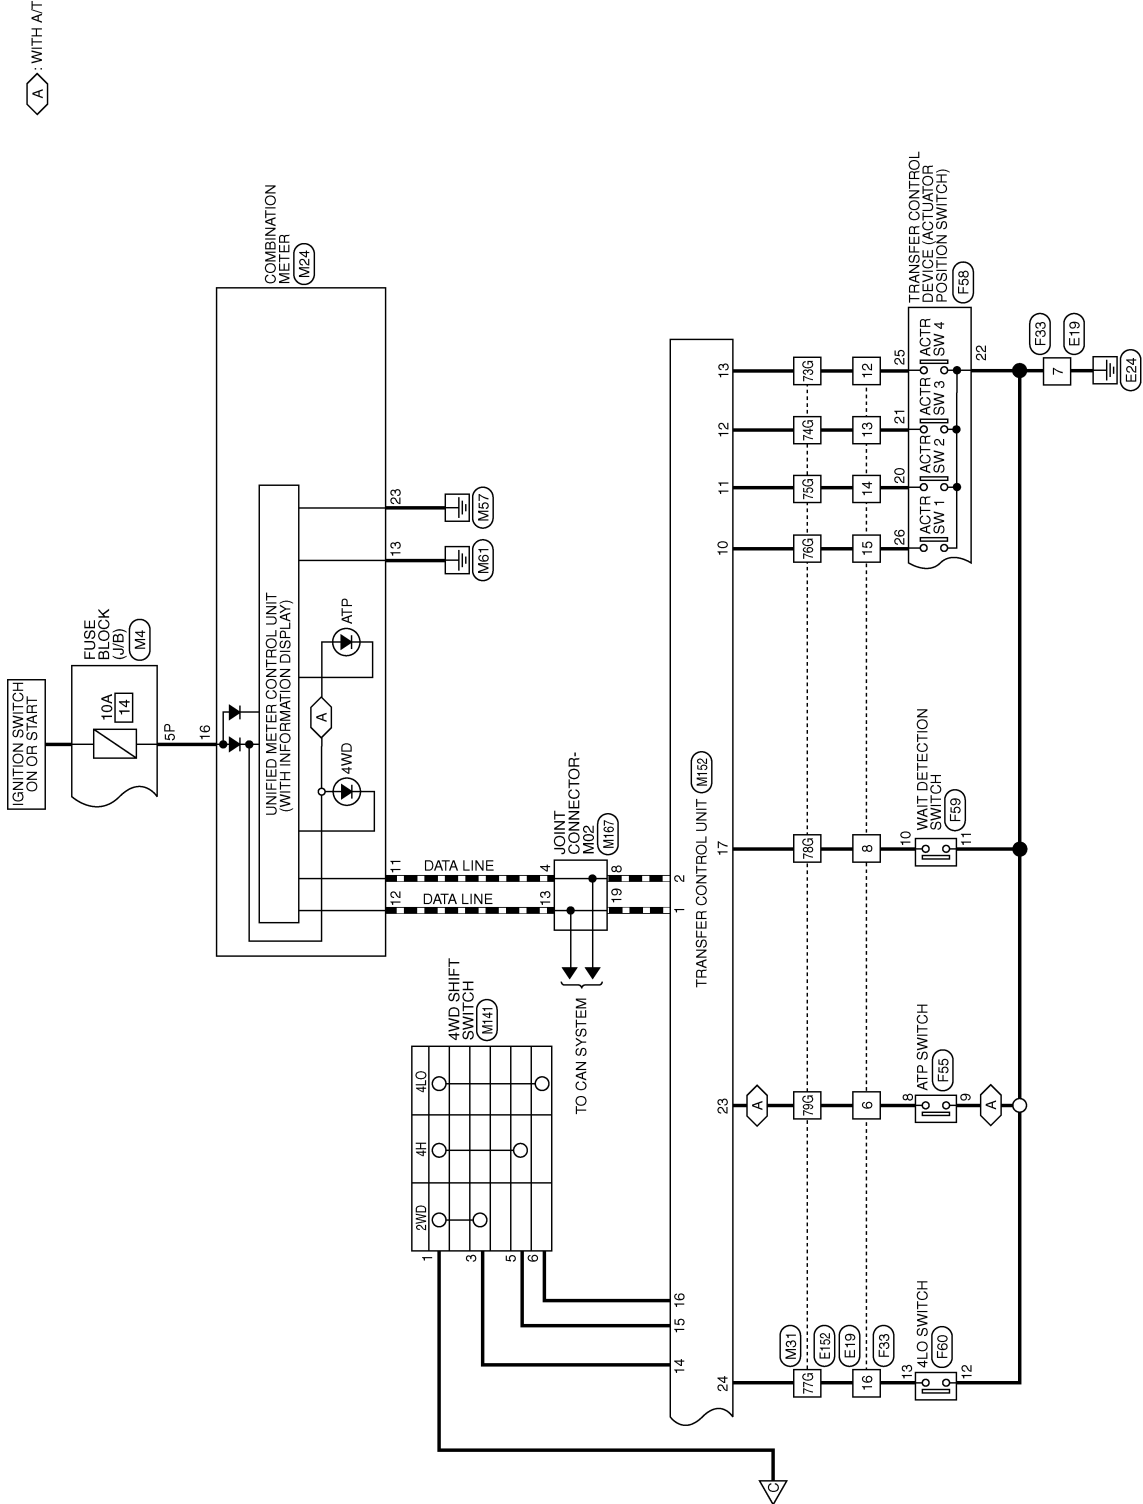 A : WITH A/T
IGNITION SWITCH
ON OR START
FUSE
BLOCK
(J/B)
M4
10A
14
5P
COMBINATION
METER
M24
16
UNIFIED METER CONTROL UNIT
(WITH INFORMATION DISPLAY)
4WD
A
ATP
12
11
13
23
M61
M57
DATA LINE
DATA LINE
4WD SHIFT
SWITCH
M141
2WD
4H
4LO
1
3
5
6
JOINT
CONNECTOR-
M02
M167
13
4
19
8
TO CAN SYSTEM
14
15
16
1
2
TRANSFER CONTROL UNIT
M152
24
23
17
10
11
12
13
A
M31
E152
E19
F33
77G
79G
78G
76G
75G
74G
73G
16
6
8
15
14
13
12
13
8
10
26
20
21
25
4LO SWITCH
F60
ATP SWITCH
F55
WAIT DETECTION
SWITCH
F59
ACTR
SW 1
ACTR
SW 2
ACTR
SW 3
ACTR
SW 4
TRANSFER CONTROL
DEVICE (ACTUATOR
POSITION SWITCH)
F58
12
9
11
22
A
C
7
F33
E19
E24